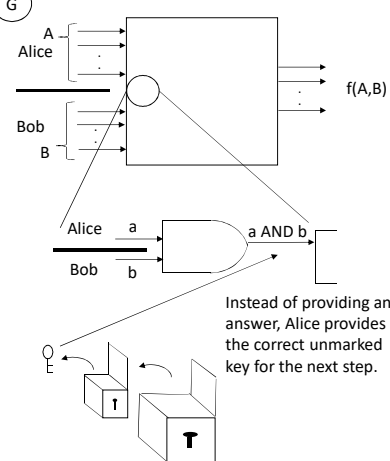 G
A
Alice
f(A,B)
Bob
B
Alice a
a AND b
Bob b
Instead of providing an
answer, Alice provides
the correct unmarked
key for the next step.